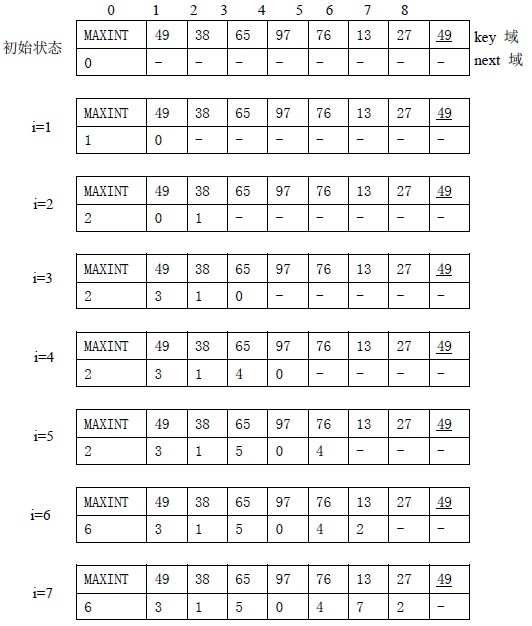 0 1 2 3 4 5 6 7 8
初始状态 MAXINT 49 38 65 97 76 13 27 49 key 域
0 - - - - - - - - next 域
i=1 MAXINT 49 38 65 97 76 13 27 49
1 0 - - - - - - -
i=2 MAXINT 49 38 65 97 76 13 27 49
2 0 1 - - - - - -
i=3 MAXINT 49 38 65 97 76 13 27 49
2 3 1 0 - - - - -
i=4 MAXINT 49 38 65 97 76 13 27 49
2 3 1 4 0 - - - -
i=5 MAXINT 49 38 65 97 76 13 27 49
2 3 1 5 0 4 - - -
i=6 MAXINT 49 38 65 97 76 13 27 49
6 3 1 5 0 4 2 - -
i=7 MAXINT 49 38 65 97 76 13 27 49
6 3 1 5 0 4 7 2 -